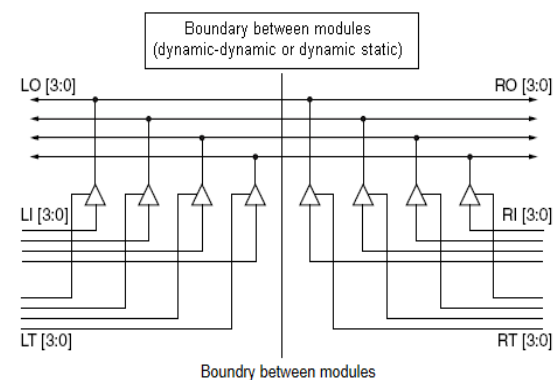 Boundary between modules
(dynamic-dynamic or dynamic static)
LO [3:0]
RO [3:0]
LI [3:0]
RI [3:0]
LT [3:0]
RT [3:0]
Boundry between modules